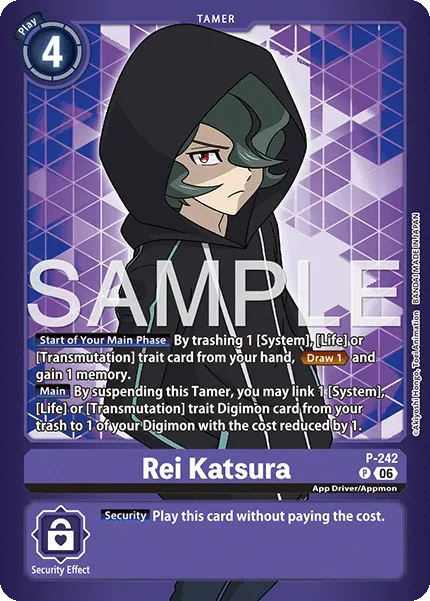 Play
4
TAMER
SAMPLE
Start of Your Main Phase By trashing 1 [System], [Life] or
[Transmutation] trait card from your hand, Draw 1 and
gain 1 memory.
Main By suspending this Tamer, you may link 1 [System],
[Life] or [Transmutation] trait Digimon card from your
trash to 1 of your Digimon with the cost reduced by 1.
©Akiyoshi Hongo, Toei Animation BANDAI MADE IN JAPAN
P-242
Rei Katsura
P 06
App Driver/Appmon
Security Play this card without paying the cost.
Security Effect